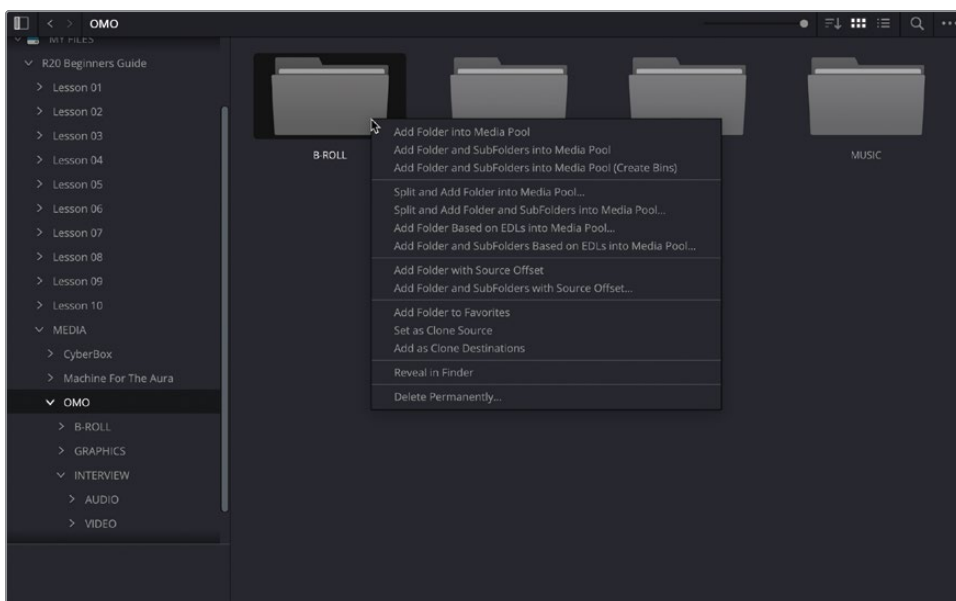 OMO
MY FILES
R20 Beginners Guide
Lesson 01
Lesson 02
Lesson 03
Lesson 04
Lesson 05
Lesson 06
Lesson 07
Lesson 08
Lesson 09
Lesson 10
MEDIA
CyberBox
Machine For The Aura
OMO
B-ROLL
GRAPHICS
INTERVIEW
AUDIO
VIDEO
B-ROLL
MUSIC
Add Folder into Media Pool
Add Folder and SubFolders into Media Pool
Add Folder and SubFolders into Media Pool (Create Bins)
Split and Add Folder into Media Pool...
Split and Add Folder and SubFolders into Media Pool...
Add Folder Based on EDLs into Media Pool...
Add Folder and SubFolders Based on EDLs into Media Pool...
Add Folder with Source Offset
Add Folder and SubFolders with Source Offset...
Add Folder to Favorites
Set as Clone Source
Add as Clone Destinations
Reveal in Finder
Delete Permanently...